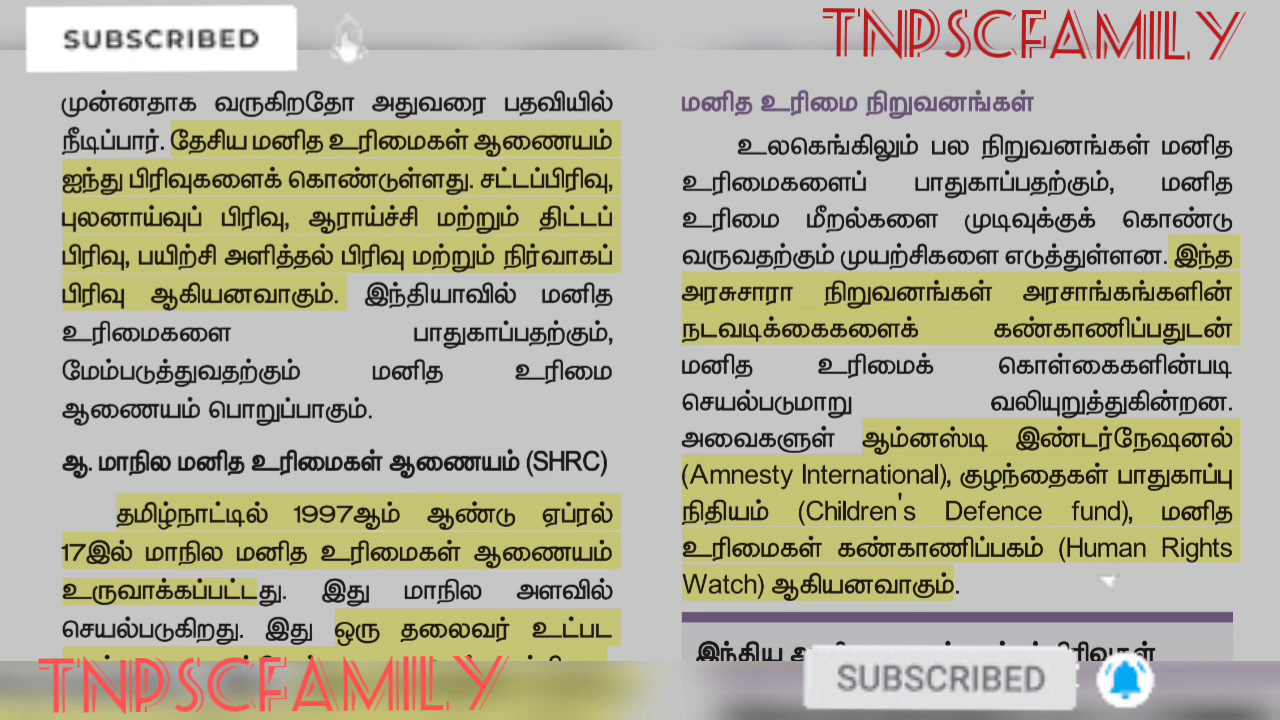 SUBSCRIBED
TNPSCFAMILY
முன்னதாக வருகிறதோ அதுவரை பதவியில்
நீடிப்பார். தேசிய மனித உரிமைகள் ஆணையம்
ஐந்து பிரிவுகளைக் கொண்டுள்ளது. சட்டப்பிரிவு,
புலனாய்வுப் பிரிவு, ஆராய்ச்சி மற்றும் திட்டப்
பிரிவு, பயிற்சி அளித்தல் பிரிவு மற்றும் நிர்வாகப்
பிரிவு ஆகியனவாகும். இந்தியாவில் மனித
உரிமைகளை பாதுகாப்பதற்கும்,
மேம்படுத்துவதற்கும் மனித உரிமை
ஆணையம் பொறுப்பாகும்.
ஆ. மாநில மனித உரிமைகள் ஆணையம் (SHRC)
தமிழ்நாட்டில் 1997ஆம் ஆண்டு ஏப்ரல்
17இல் மாநில மனித உரிமைகள் ஆணையம்
உருவாக்கப்பட்டது. இது மாநில அளவில்
செயல்படுகிறது. இது ஒரு தலைவர் உட்பட
மனித உரிமை நிறுவனங்கள்
உலகெங்கிலும் பல நிறுவனங்கள் மனித
உரிமைகளைப் பாதுகாப்பதற்கும், மனித
உரிமை மீறல்களை முடிவுக்குக் கொண்டு
வருவதற்கும் முயற்சிகளை எடுத்துள்ளன. இந்த
அரசுசாரா நிறுவனங்கள் அரசாங்கங்களின்
நடவடிக்கைகளைக் கண்காணிப்பதுடன்
மனித உரிமைக் கொள்கைகளின்படி
செயல்படுமாறு வலியுறுத்துகின்றன.
அவைகளுள் ஆம்னஸ்டி இண்டர்நேஷனல்
(Amnesty International), குழந்தைகள் பாதுகாப்பு
நிதியம் (Children's Defence fund), மனித
உரிமைகள் கண்காணிப்பகம் (Human Rights
Watch) ஆகியனவாகும்.
இந்திய
TNPSCFAMILY
SUBSCRIBED